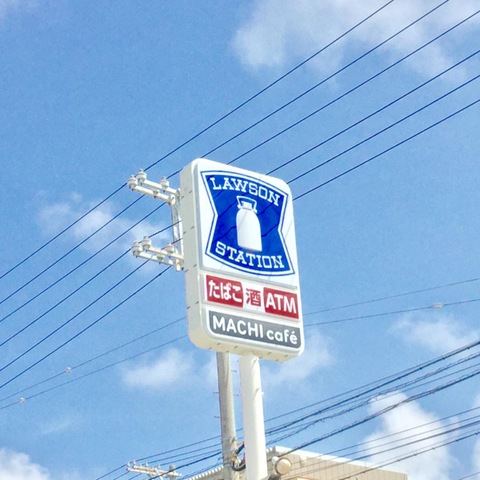 LAWSON
STATION
たばこ 酒 ATM
MACHI café